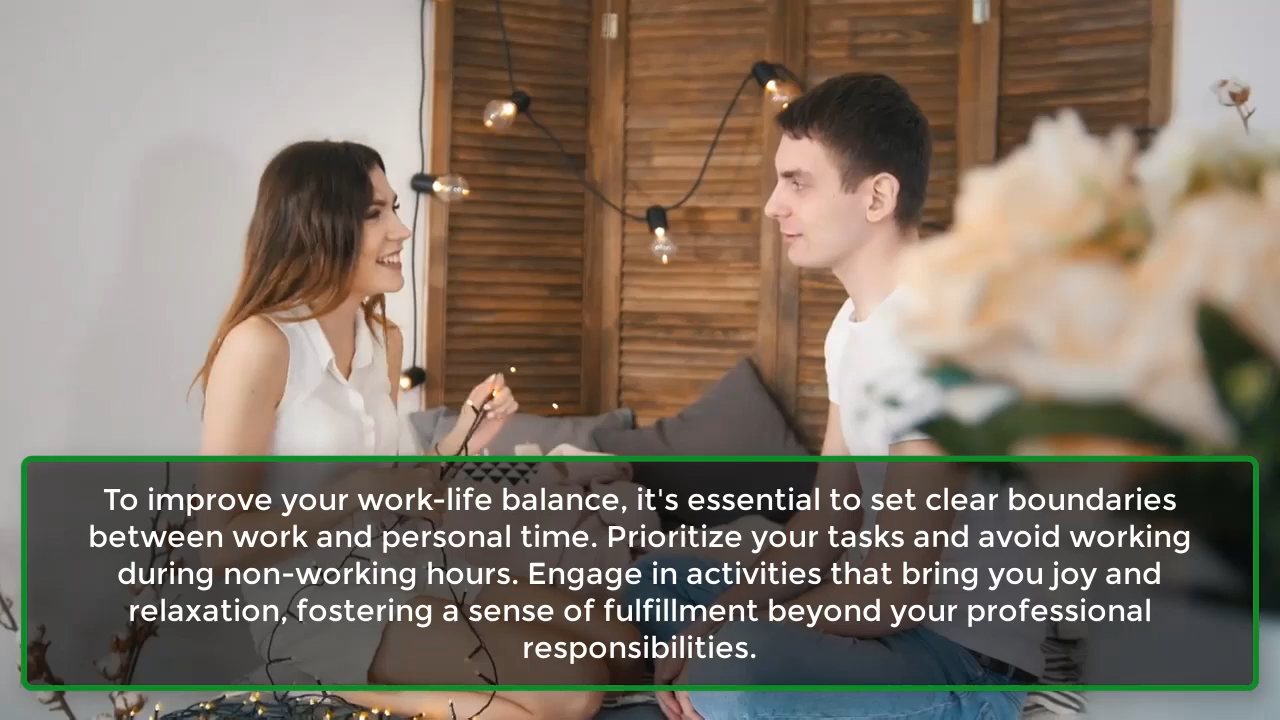 To improve your work-life balance, it's essential to set clear boundaries
between work and personal time. Prioritize your tasks and avoid working
during non-working hours. Engage in activities that bring you joy and
relaxation, fostering a sense of fulfillment beyond your professional
responsibilities.